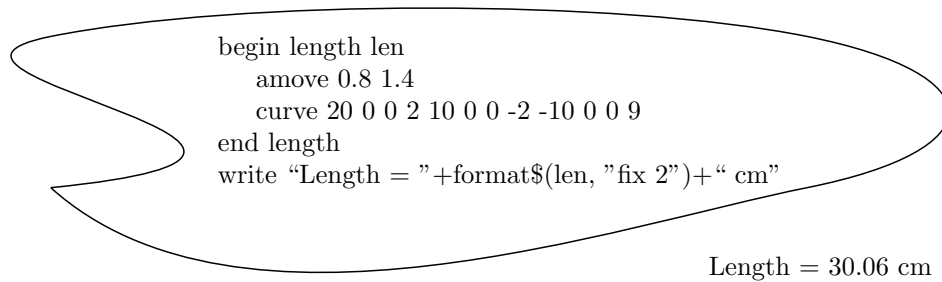 begin length len
amove 0.8 1.4
curve 20 0 0 2 10 0 0 -2 -10 0 0 9
end length
write “Length = ”+format$(len, ”fix 2”)+“ cm”
Length = 30.06 cm